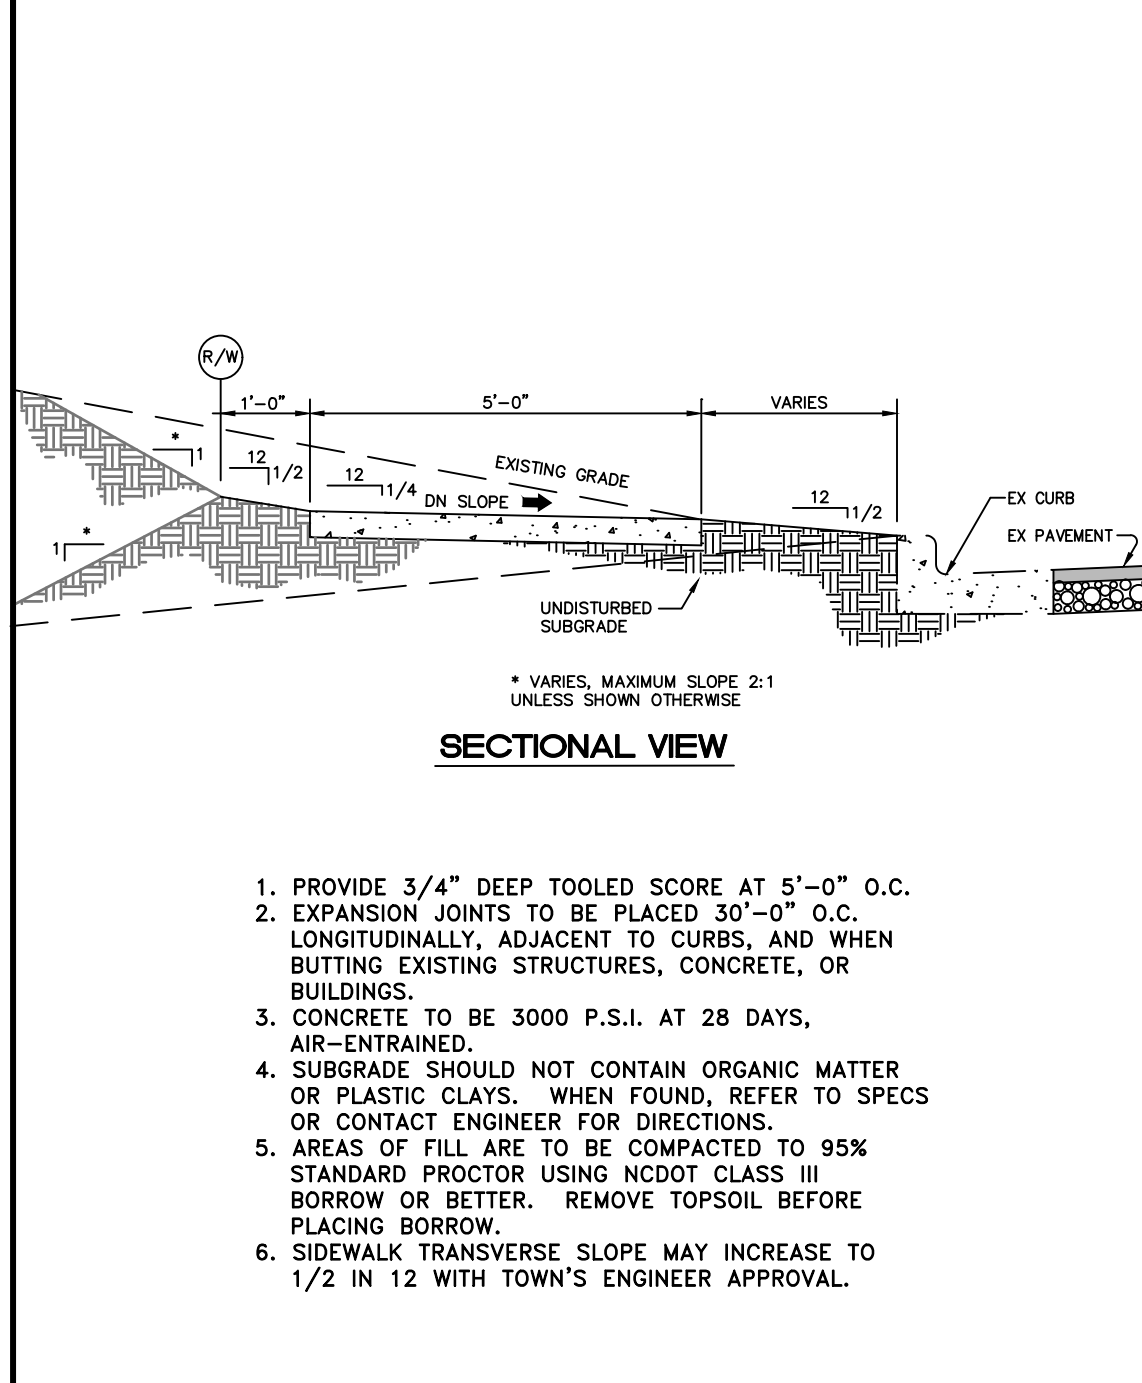 R/W
1'-0"
5'-0"
VARIES
*
1
12
1/2
12
1/4
EXISTING GRADE
DN SLOPE
12
1/2
EX CURB
EX PAVEMENT
*
1
UNDISTURBED
SUBGRADE
* VARIES, MAXIMUM SLOPE 2:1
UNLESS SHOWN OTHERWISE
SECTIONAL VIEW
1. PROVIDE 3/4" DEEP TOOLED SCORE AT 5'-0" O.C.
2. EXPANSION JOINTS TO BE PLACED 30'-0" O.C.
LONGITUDINALLY, ADJACENT TO CURBS, AND WHEN
BUTTING EXISTING STRUCTURES, CONCRETE, OR
BUILDINGS.
3. CONCRETE TO BE 3000 P.S.I. AT 28 DAYS,
AIR-ENTRAINED.
4. SUBGRADE SHOULD NOT CONTAIN ORGANIC MATTER
OR PLASTIC CLAYS. WHEN FOUND, REFER TO SPECS
OR CONTACT ENGINEER FOR DIRECTIONS.
5. AREAS OF FILL ARE TO BE COMPACTED TO 95%
STANDARD PROCTOR USING NCDOT CLASS III
BORROW OR BETTER. REMOVE TOPSOIL BEFORE
PLACING BORROW.
6. SIDEWALK TRANSVERSE SLOPE MAY INCREASE TO
1/2 IN 12 WITH TOWN'S ENGINEER APPROVAL.